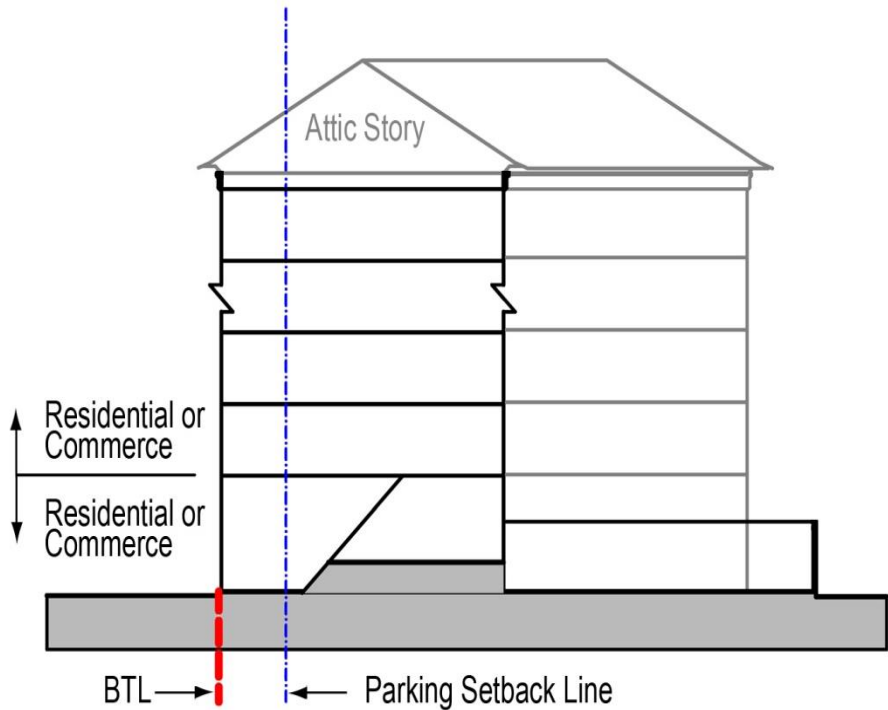 Attic Story
Residential or
Commerce
Residential or
Commerce
BTL
Parking Setback Line